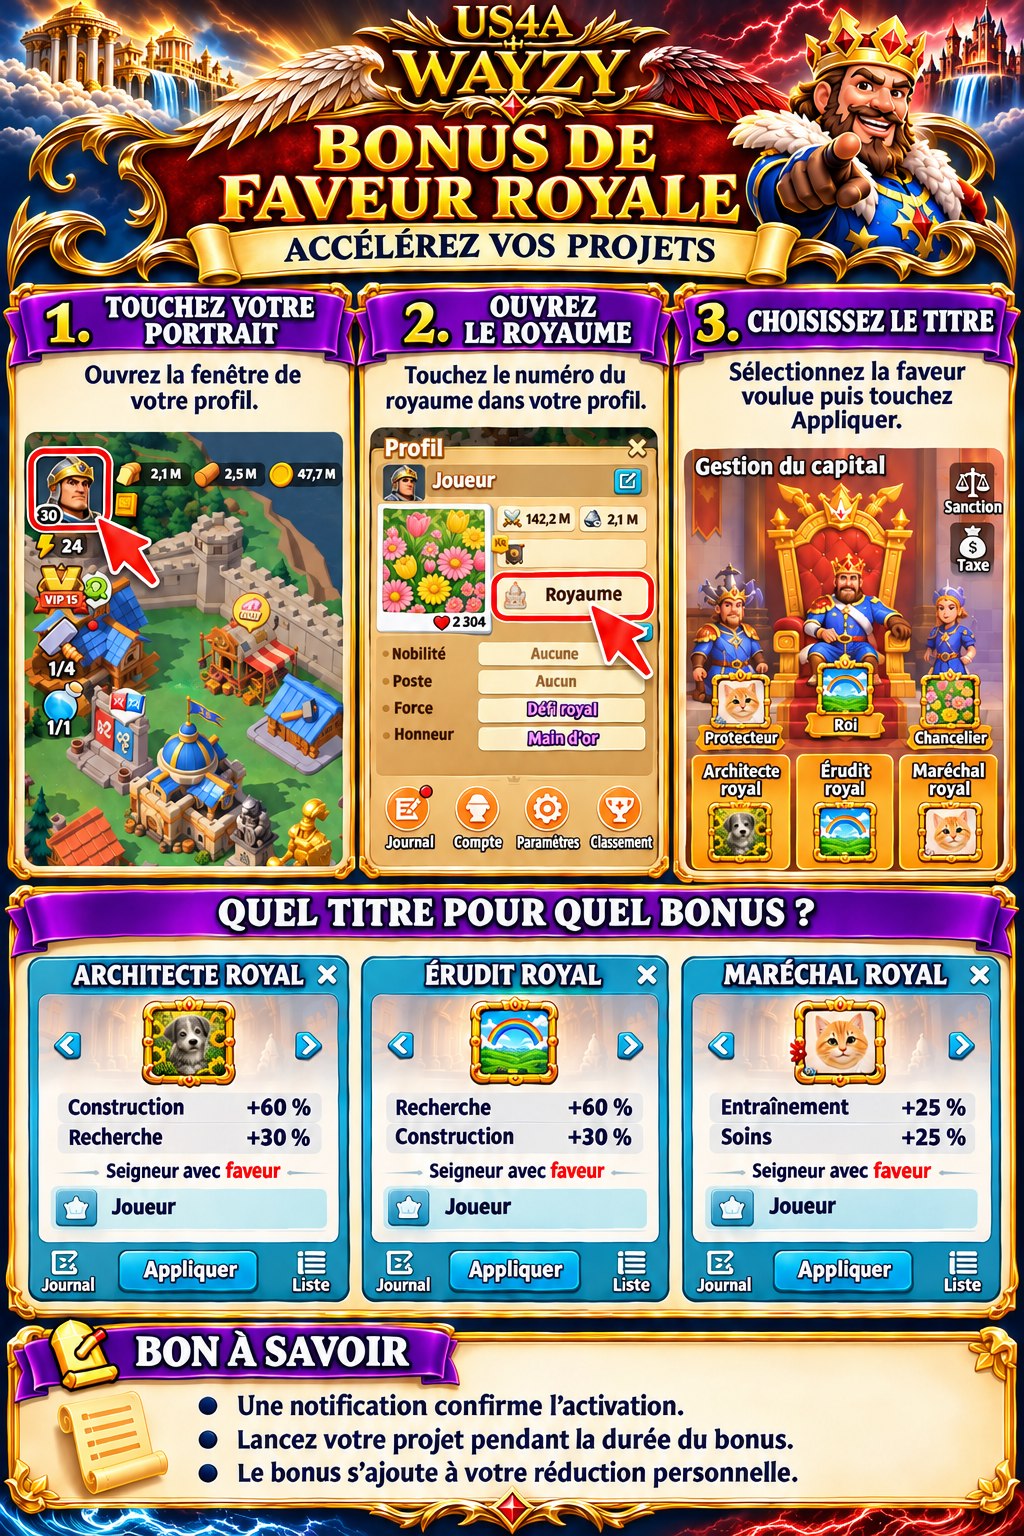 US4A
WAYZY
BONUS DE
FAVEUR ROYALE
ACCÉLÉREZ VOS PROJETS
1. TOUCHEZ VOTRE
PORTRAIT
Ouvrez la fenêtre de
votre profil.
30
2,1 M
2,5 M
47,7 M
24
VIP 15
1/4
1/1
2. OUVREZ
LE ROYAUME
Touchez le numéro du
royaume dans votre profil.
Profil
Joueur
142,2 M
2,1 M
Royaume
2 304
Nobilité
Aucune
Poste
Aucun
Force
Défi royal
Honneur
Main d'or
Journal
Compte
Paramètres
Classement
3. CHOISISSEZ LE TITRE
Sélectionnez la faveur
voulue puis touchez
Appliquer.
Gestion du capital
Sanction
Taxe
Protecteur
Roi
Chancelier
Architecte
royal
Érudit
royal
Maréchal
royal
QUEL TITRE POUR QUEL BONUS ?
ARCHITECTE ROYAL
Construction +60 %
Recherche +30 %
Seigneur avec faveur
Joueur
Journal
Appliquer
Liste
ÉRUDIT ROYAL
Recherche +60 %
Construction +30 %
Seigneur avec faveur
Joueur
Journal
Appliquer
Liste
MARÉCHAL ROYAL
Entraînement +25 %
Soins +25 %
Seigneur avec faveur
Joueur
Journal
Appliquer
Liste
BON À SAVOIR
Une notification confirme l'activation.
Lancez votre projet pendant la durée du bonus.
Le bonus s'ajoute à votre réduction personnelle.